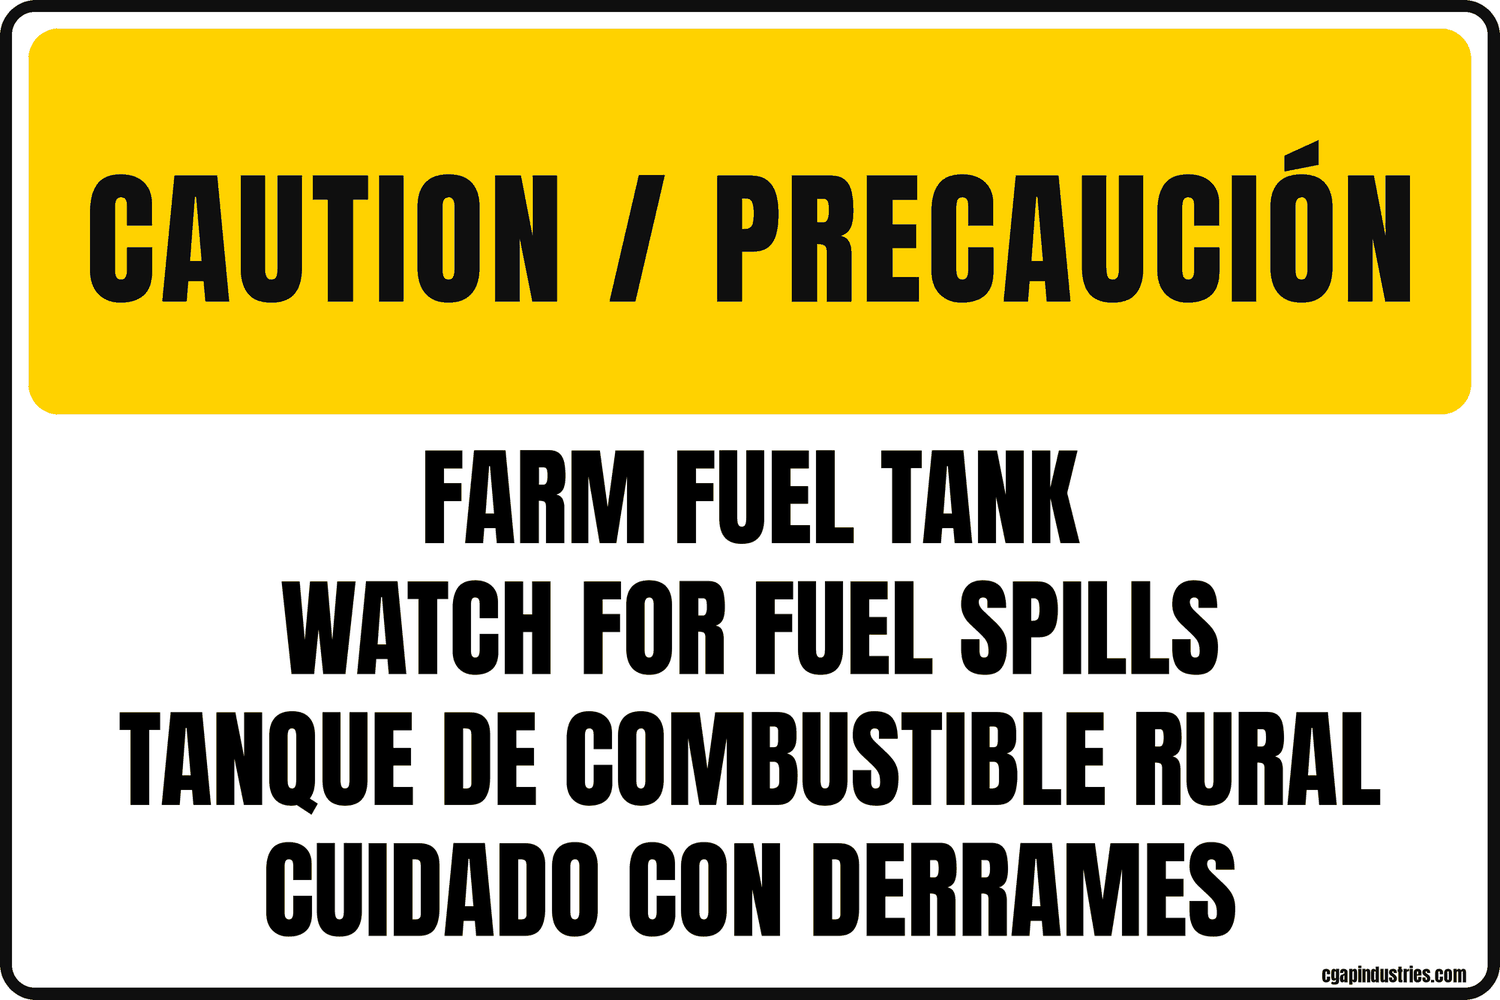 CAUTION / PRECAUCIÓN
FARM FUEL TANK
WATCH FOR FUEL SPILLS
TANQUE DE COMBUSTIBLE RURAL
CUIDADO CON DERRAMES
cgapindustries.com